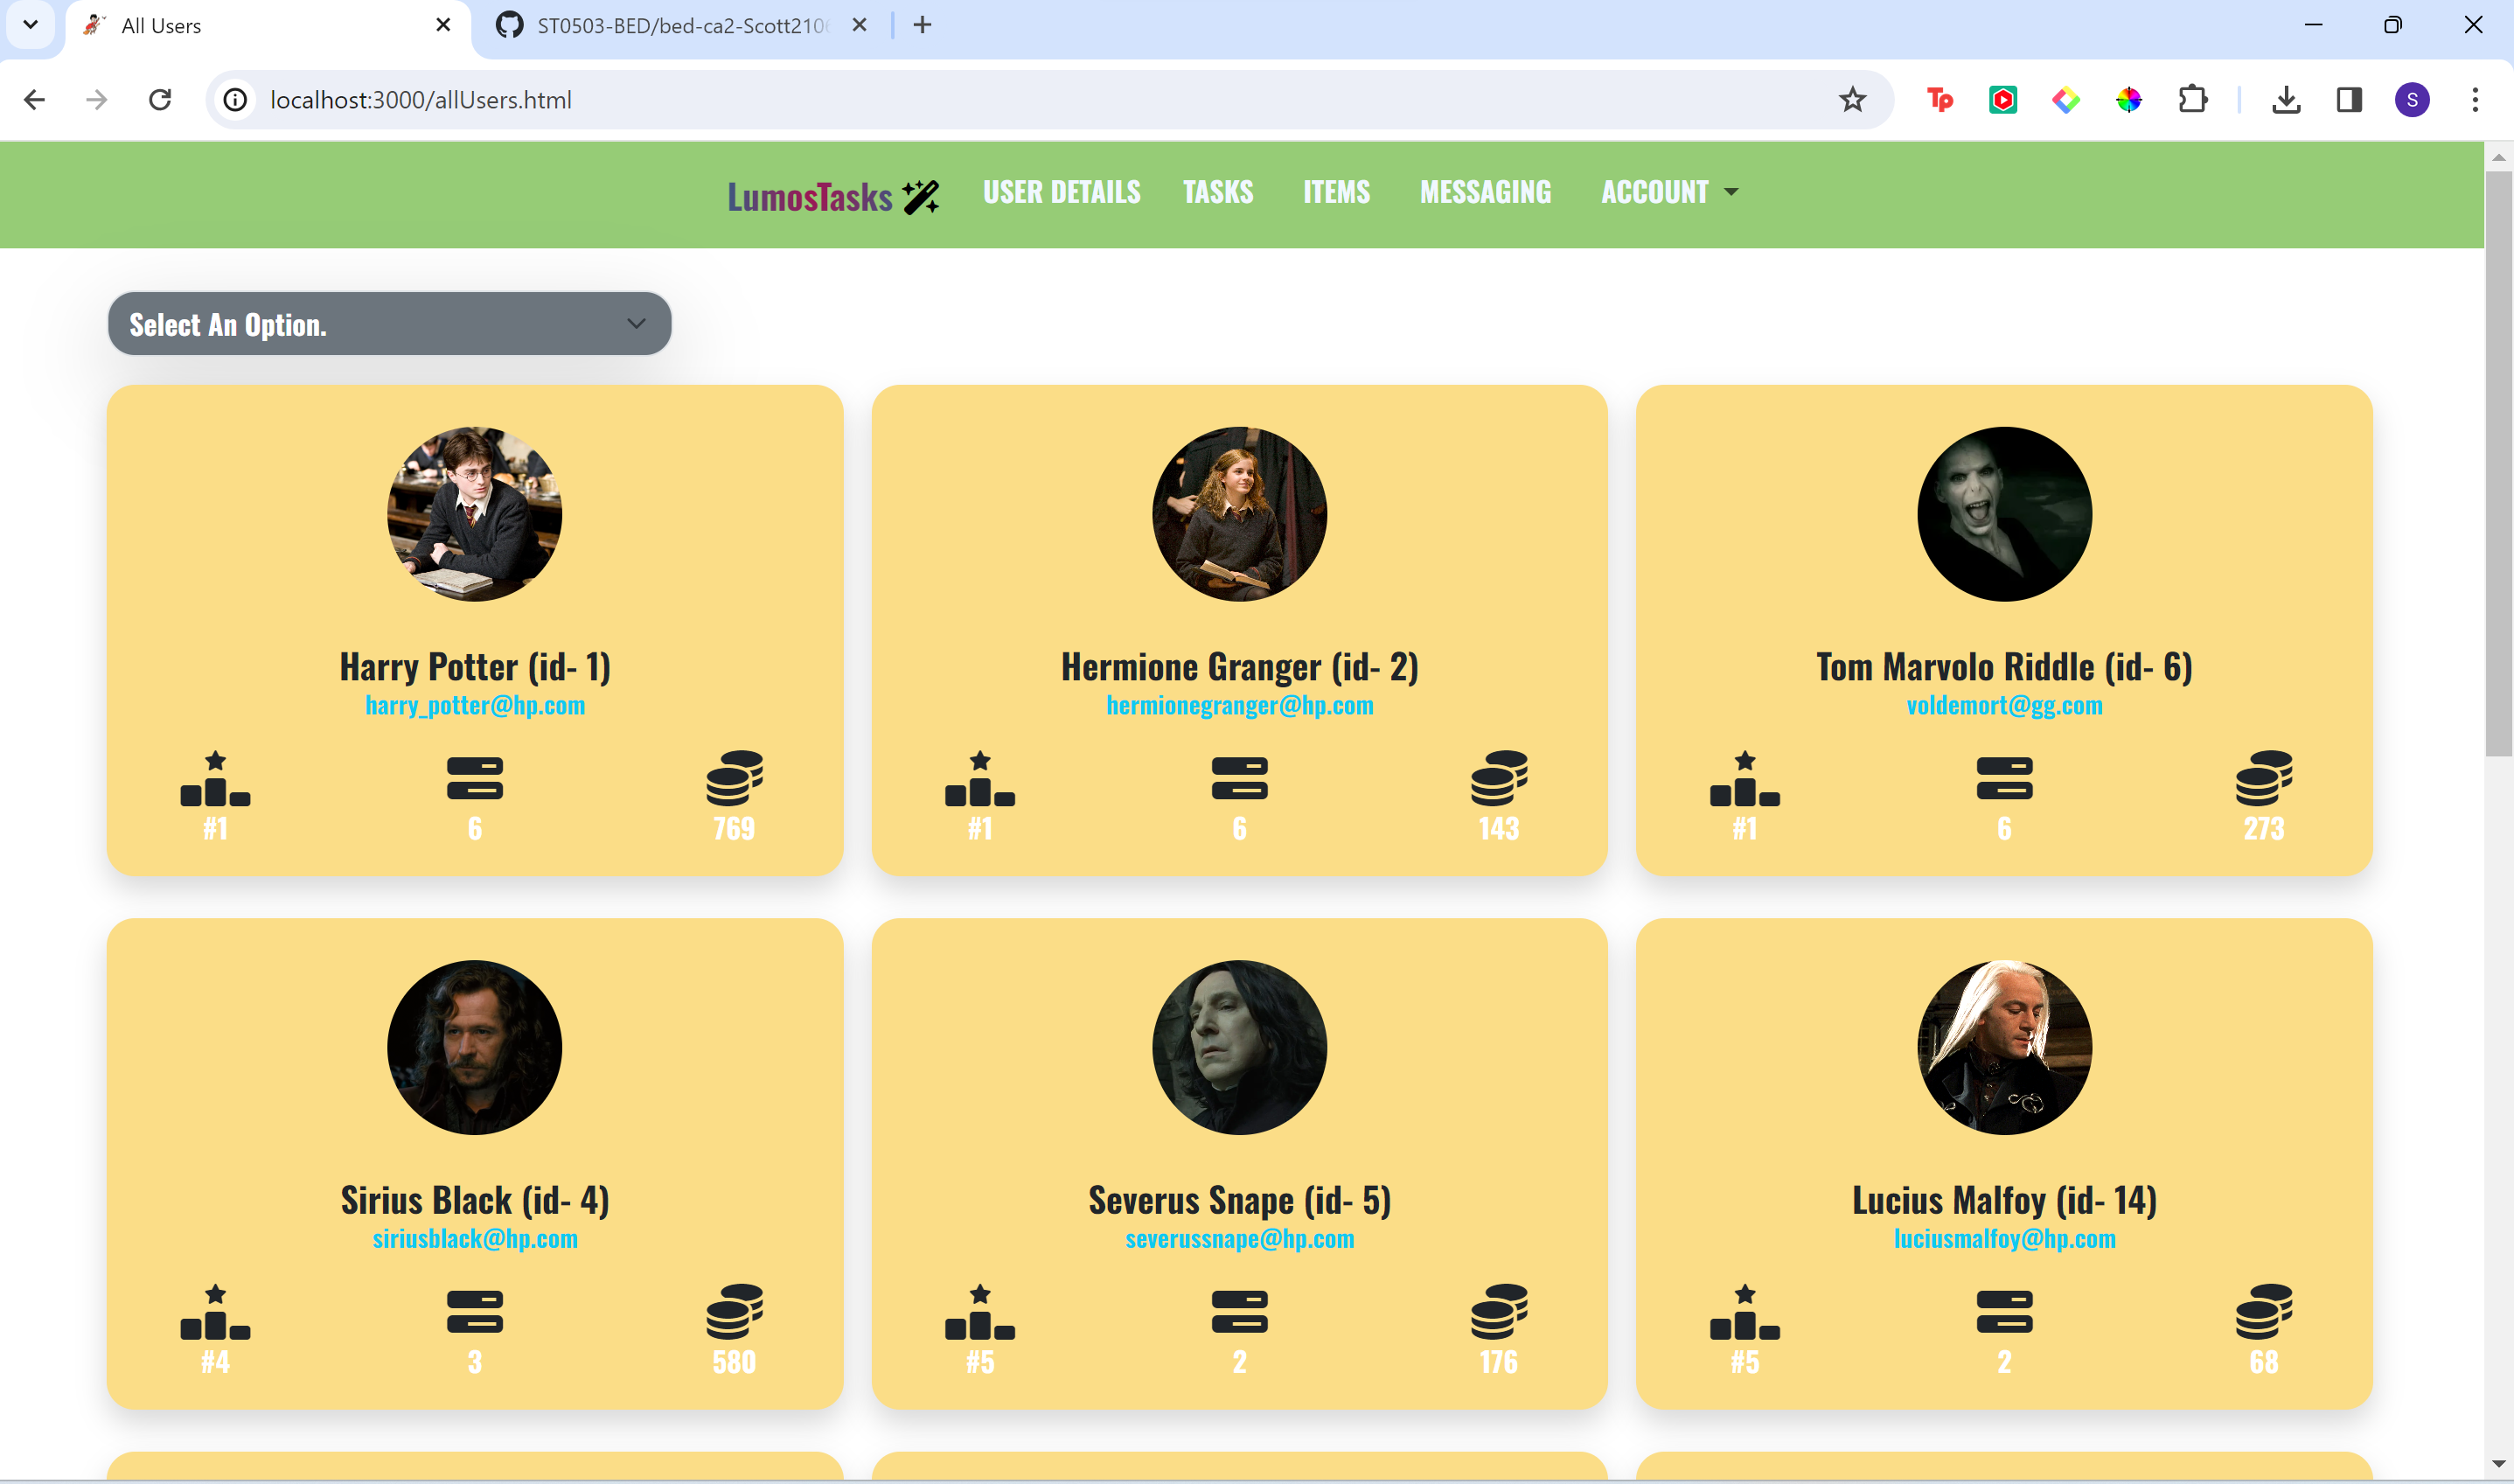 All Users
ST0503-BED/bed-ca2-Scott210
localhost:3000/allUsers.html
Tp
S
LumosTasks USER DETAILS TASKS ITEMS MESSAGING ACCOUNT
Select An Option.
Harry Potter (id- 1)
harry_potter@hp.com
#1 6 769
Hermione Granger (id- 2)
hermionegranger@hp.com
#1 6 143
Tom Marvolo Riddle (id- 6)
voldemort@gg.com
#1 6 273
Sirius Black (id- 4)
siriusblack@hp.com
#4 3 580
Severus Snape (id- 5)
severussnape@hp.com
#5 2 176
Lucius Malfoy (id- 14)
luciusmalfoy@hp.com
#5 2 68